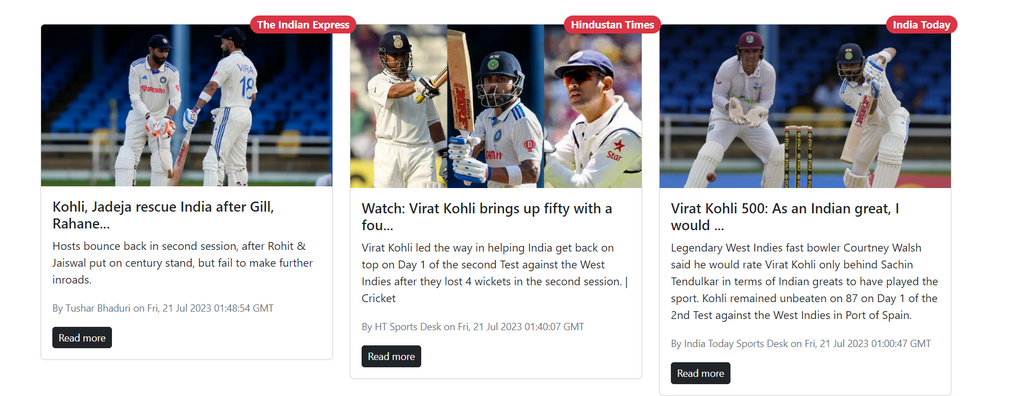 The Indian Express
VIRAT
18
Kohli, Jadeja rescue India after Gill,
Rahane...
Hosts bounce back in second session, after Rohit &
Jaiswal put on century stand, but fail to make further
inroads.
By Tushar Bhaduri on Fri, 21 Jul 2023 01:48:54 GMT
Read more
Hindustan Times
Star
Watch: Virat Kohli brings up fifty with a
fou...
Virat Kohli led the way in helping India get back on
top on Day 1 of the second Test against the West
Indies after they lost 4 wickets in the second session. |
Cricket
By HT Sports Desk on Fri, 21 Jul 2023 01:40:07 GMT
Read more
India Today
Virat Kohli 500: As an Indian great, I
would ...
Legendary West Indies fast bowler Courtney Walsh
said he would rate Virat Kohli only behind Sachin
Tendulkar in terms of Indian greats to have played the
sport. Kohli remained unbeaten on 87 on Day 1 of the
2nd Test against the West Indies in Port of Spain.
By India Today Sports Desk on Fri, 21 Jul 2023 01:00:47 GMT
Read more